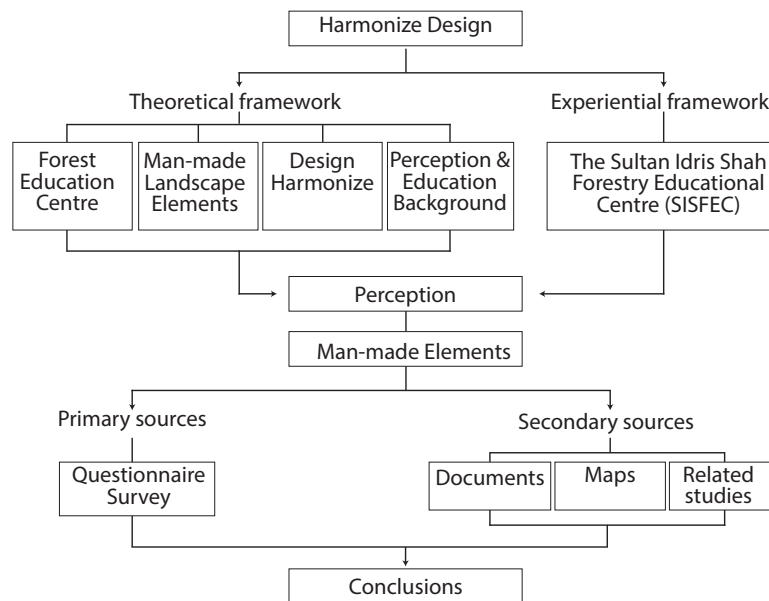 Harmonize Design
Theoretical framework
Experiential framework
Forest
Education
Centre
Man-made
Landscape
Elements
Design
Harmonize
Perception &
Education
Background
The Sultan Idris Shah
Forestry Educational
Centre (SISFEC)
Perception
Man-made Elements
Primary sources
Secondary sources
Questionnaire
Survey
Documents
Maps
Related
studies
Conclusions